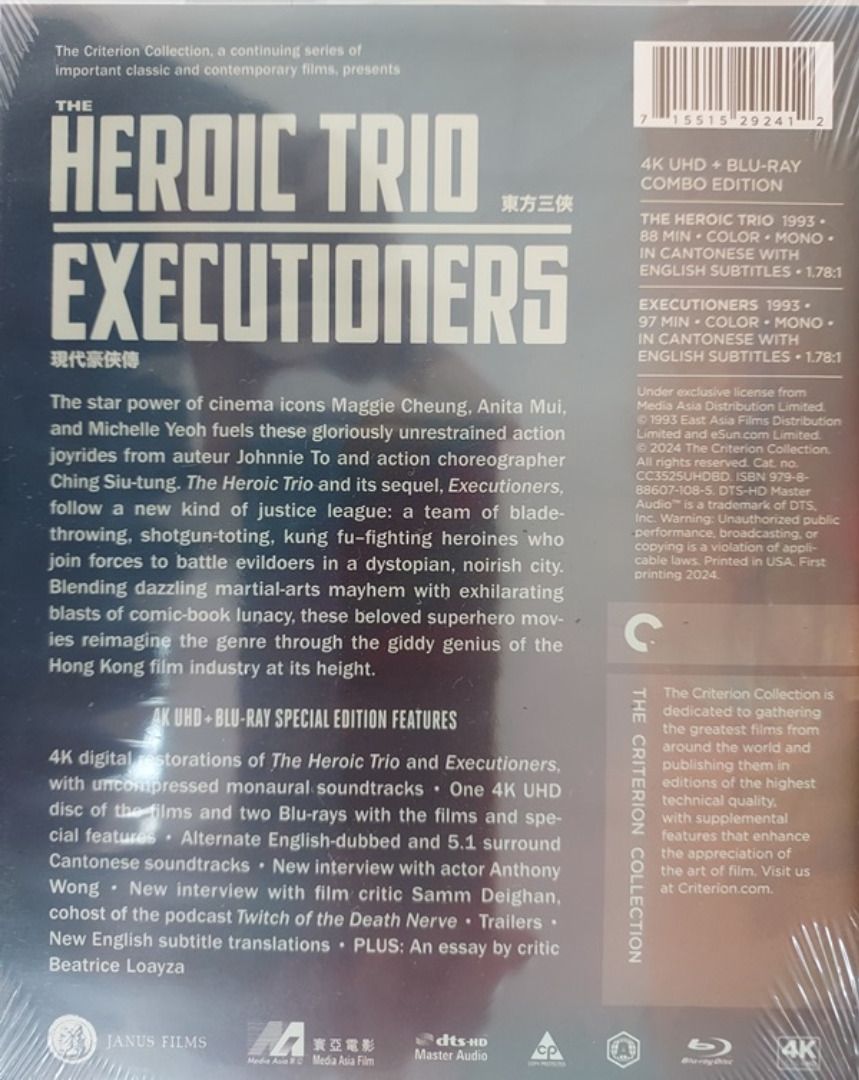 The Criterion Collection, a continuing series of
important classic and contemporary films, presents
THE
HEROIC TRIO
東方三俠
EXECUTIONERS
現代豪俠傳
The star power of cinema icons Maggie Cheung, Anita Mui,
and Michelle Yeoh fuels these gloriously unrestrained action
joyrides from auteur Johnnie To and action choreographer
Ching Siu-tung. The Heroic Trio and its sequel, Executioners,
follow a new kind of justice league: a team of blade-
throwing, shotgun-toting, kung fu–fighting heroines who
join forces to battle evildoers in a dystopian, noirish city.
Blending dazzling martial-arts mayhem with exhilarating
blasts of comic-book lunacy, these beloved superhero mov-
ies reimagine the genre through the giddy genius of the
Hong Kong film industry at its height.
4K UHD + BLU-RAY SPECIAL EDITION FEATURES
4K digital restorations of The Heroic Trio and Executioners,
with uncompressed monaural soundtracks • One 4K UHD
disc of the films and two Blu-rays with the films and spe-
cial features • Alternate English-dubbed and 5.1 surround
Cantonese soundtracks • New interview with actor Anthony
Wong • New interview with film critic Samm Deighan,
cohost of the podcast Twitch of the Death Nerve • Trailers •
New English subtitle translations • PLUS: An essay by critic
Beatrice Loayza
7 15515 29241 2
4K UHD + BLU-RAY
COMBO EDITION
THE HEROIC TRIO 1993 •
88 MIN • COLOR • MONO •
IN CANTONESE WITH
ENGLISH SUBTITLES • 1.78:1
EXECUTIONERS 1993 •
97 MIN • COLOR • MONO •
IN CANTONESE WITH
ENGLISH SUBTITLES • 1.78:1
Under exclusive license from
Media Asia Distribution Limited.
© 1993 East Asia Films Distribution
Limited and eSun.com Limited.
© 2024 The Criterion Collection.
All rights reserved. Cat. no.
CC3525UHDBD. ISBN 979-8-
88607-108-5. DTS-HD Master
Audio™ is a trademark of DTS,
Inc. Warning: Unauthorized public
performance, broadcasting, or
copying is a violation of appli-
cable laws. Printed in USA. First
printing 2024.
THE CRITERION COLLECTION
The Criterion Collection is
dedicated to gathering
the greatest films from
around the world and
publishing them in
editions of the highest
technical quality,
with supplemental
features that enhance
the appreciation of
the art of film. Visit us
at Criterion.com.
JANUS FILMS
寰亞電影
Media Asia Film
dts-HD
Master Audio
Blu-ray Disc
4K